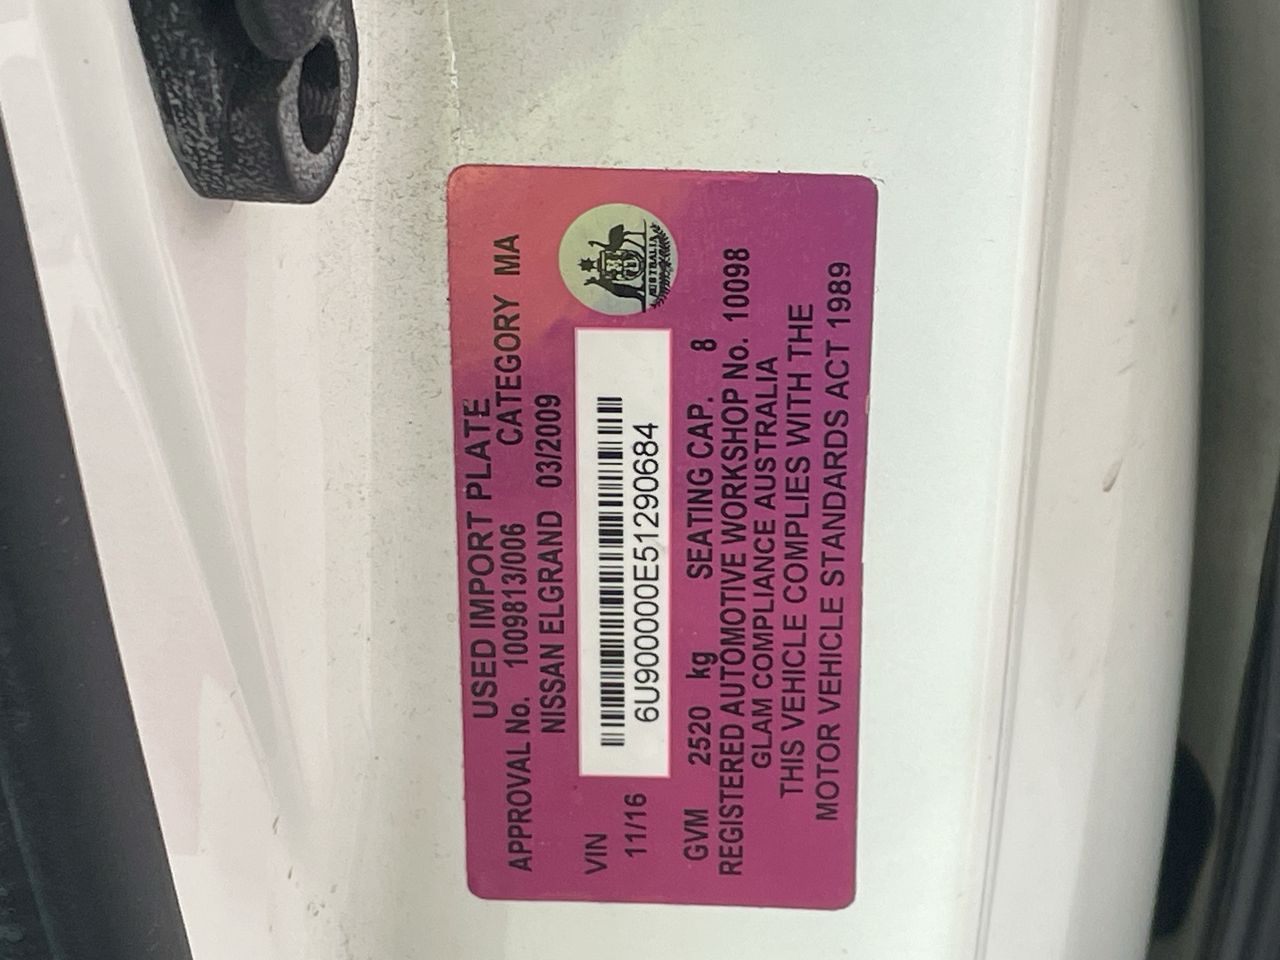 USED IMPORT PLATE
APPROVAL No. 1009813/006 CATEGORY MA
NISSAN ELGRAND 03/2009
VIN
6U900000E51290684
11/16
AUSTRALIA
GVM 2520 kg SEATING CAP. 8
REGISTERED AUTOMOTIVE WORKSHOP No. 10098
GLAM COMPLIANCE AUSTRALIA
THIS VEHICLE COMPLIES WITH THE
MOTOR VEHICLE STANDARDS ACT 1989